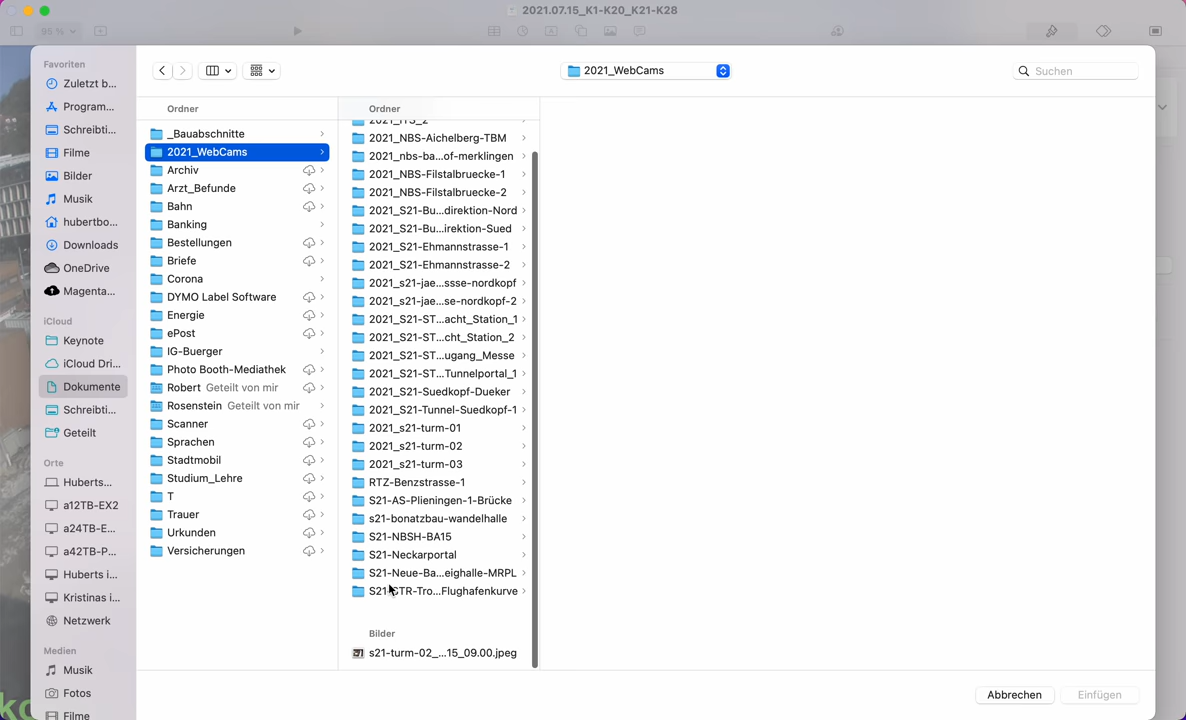 2021.07.15_K1-K20_K21-K28
95 %
Favoriten
Zuletzt b...
Program...
Schreibti...
Filme
Bilder
Musik
hubertbo...
Downloads
OneDrive
Magenta...
iCloud
Keynote
iCloud Dri...
Dokumente
Schreibti...
Geteilt
Orte
Huberts...
a12TB-EX2
a24TB-E...
a42TB-P...
Huberts i...
Kristinas i...
Netzwerk
Medien
Musik
Fotos
Filme
2021_WebCams
Suchen
Ordner
_Bauabschnitte
2021_WebCams
Archiv
Arzt_Befunde
Bahn
Banking
Bestellungen
Briefe
Corona
DYMO Label Software
Energie
ePost
IG-Buerger
Photo Booth-Mediathek
Robert Geteilt von mir
Rosenstein Geteilt von mir
Scanner
Sprachen
Stadtmobil
Studium_Lehre
T
Trauer
Urkunden
Versicherungen
Ordner
2021_NBS-Aichelberg-TBM
2021_nbs-ba...of-merklingen
2021_NBS-Filstalbruecke-1
2021_NBS-Filstalbruecke-2
2021_S21-Bu...direktion-Nord
2021_S21-Bu...irektion-Sued
2021_S21-Ehmannstrasse-1
2021_S21-Ehmannstrasse-2
2021_s21-jae...ssse-nordkopf
2021_s21-jae...se-nordkopf-2
2021_S21-ST...acht_Station_1
2021_S21-ST...cht_Station_2
2021_S21-ST...ugang_Messe
2021_S21-ST...Tunnelportal_1
2021_S21-Suedkopf-Dueker
2021_S21-Tunnel-Suedkopf-1
2021_s21-turm-01
2021_s21-turm-02
2021_s21-turm-03
RTZ-Benzstrasse-1
S21-AS-Plieningen-1-Brücke
s21-bonatzbau-wandelhalle
S21-NBSH-BA15
S21-Neckarportal
S21-Neue-Ba...eighalle-MRPL
S21-STR-Tro...Flughafenkurve
Bilder
s21-turm-02_...15_09.00.jpeg
Abbrechen
Einfügen